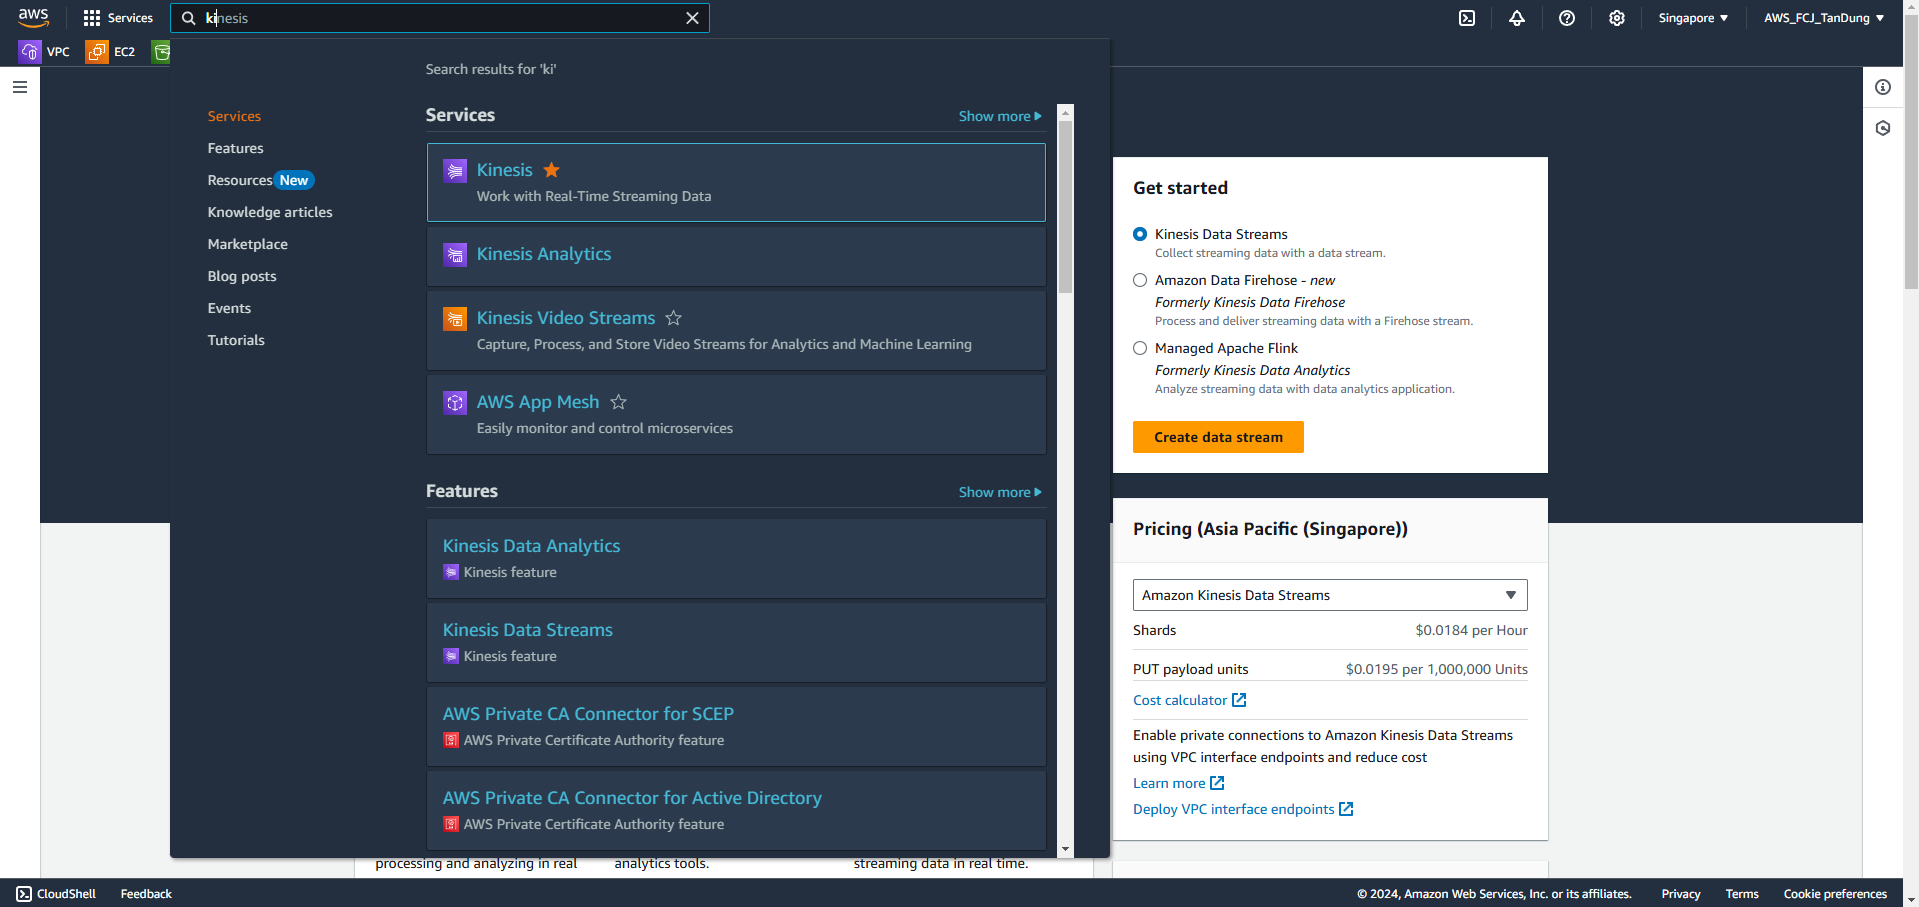 aws
Services
kinesis
Singapore
AWS_FCJ_TanDung
VPC
EC2
Search results for 'ki'
Services
Features
Resources New
Knowledge articles
Marketplace
Blog posts
Events
Tutorials
Services
Show more
Kinesis
Work with Real-Time Streaming Data
Kinesis Analytics
Kinesis Video Streams
Capture, Process, and Store Video Streams for Analytics and Machine Learning
AWS App Mesh
Easily monitor and control microservices
Features
Show more
Kinesis Data Analytics
Kinesis feature
Kinesis Data Streams
Kinesis feature
AWS Private CA Connector for SCEP
AWS Private Certificate Authority feature
AWS Private CA Connector for Active Directory
AWS Private Certificate Authority feature
processing and analyzing in real
analytics tools.
streaming data in real time.
Get started
Kinesis Data Streams
Collect streaming data with a data stream.
Amazon Data Firehose - new
Formerly Kinesis Data Firehose
Process and deliver streaming data with a Firehose stream.
Managed Apache Flink
Formerly Kinesis Data Analytics
Analyze streaming data with data analytics application.
Create data stream
Pricing (Asia Pacific (Singapore))
Amazon Kinesis Data Streams
Shards
$0.0184 per Hour
PUT payload units
$0.0195 per 1,000,000 Units
Cost calculator
Enable private connections to Amazon Kinesis Data Streams
using VPC interface endpoints and reduce cost
Learn more
Deploy VPC interface endpoints
CloudShell
Feedback
© 2024, Amazon Web Services, Inc. or its affiliates.
Privacy
Terms
Cookie preferences